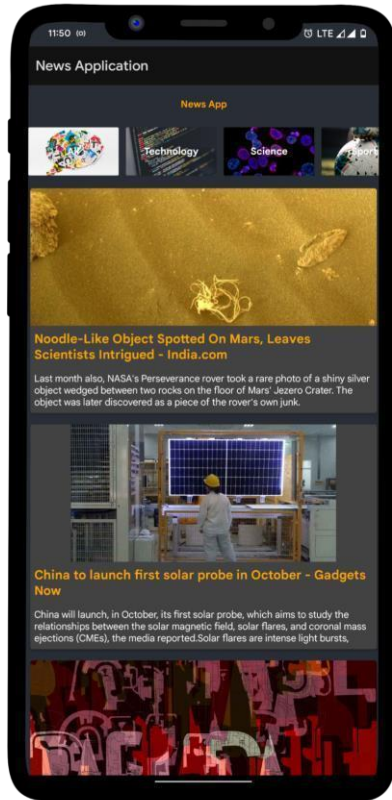 11:50
LTE
News Application
News App
Technology
Science
Noodle-Like Object Spotted On Mars, Leaves
Scientists Intrigued - India.com
Last month also, NASA's Perseverance rover took a rare photo of a shiny silver
object wedged between two rocks on the floor of Mars' Jezero Crater. The
object was later discovered as a piece of the rover's own junk.
China to launch first solar probe in October - Gadgets
Now
China will launch, in October, its first solar probe, which aims to study the
relationships between the solar magnetic field, solar flares, and coronal mass
ejections (CMEs), the media reported.Solar flares are intense light bursts,